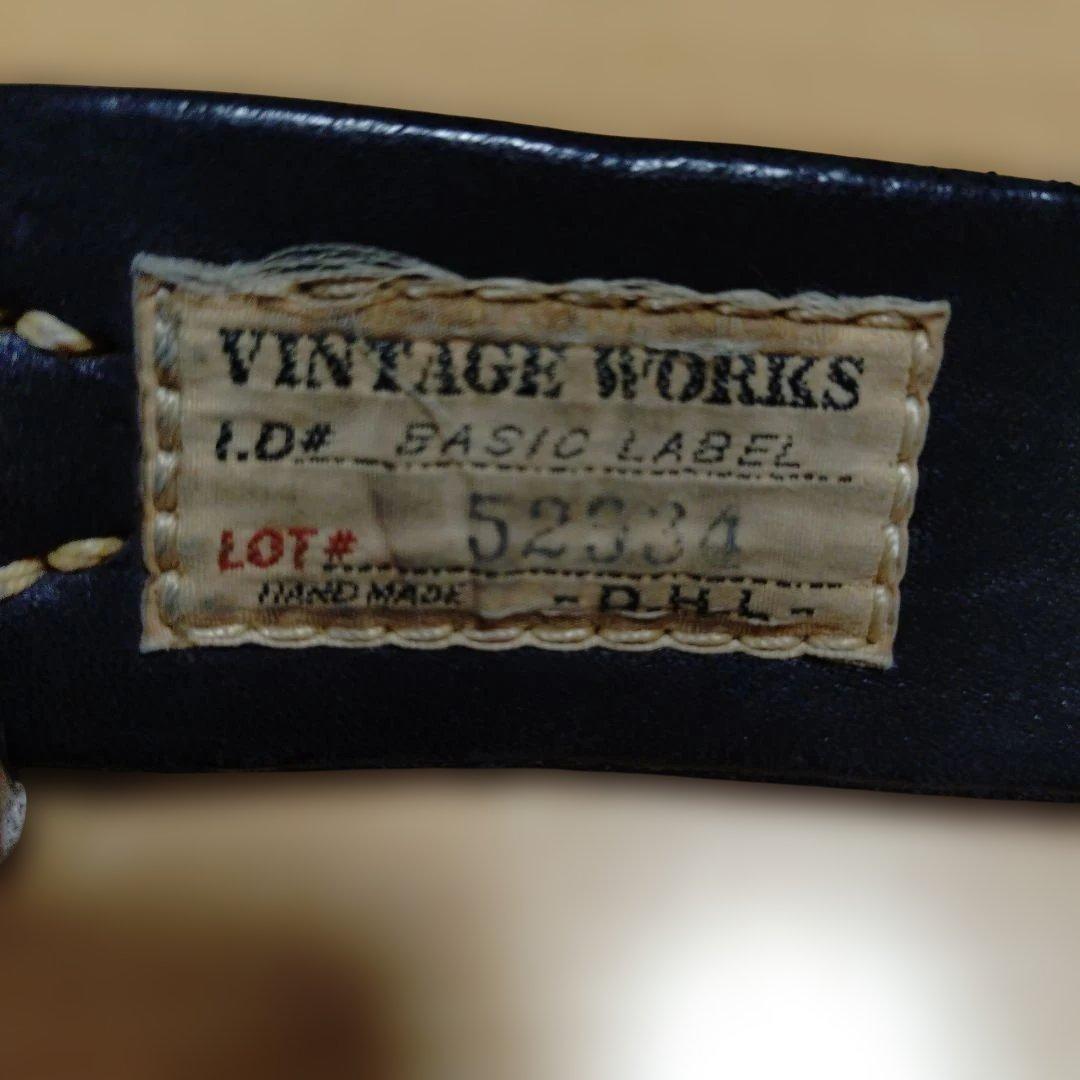 VINTAGE WORKS
I.D# BASIC LABEL
LOT# 52334
HAND MADE - D.H.L -